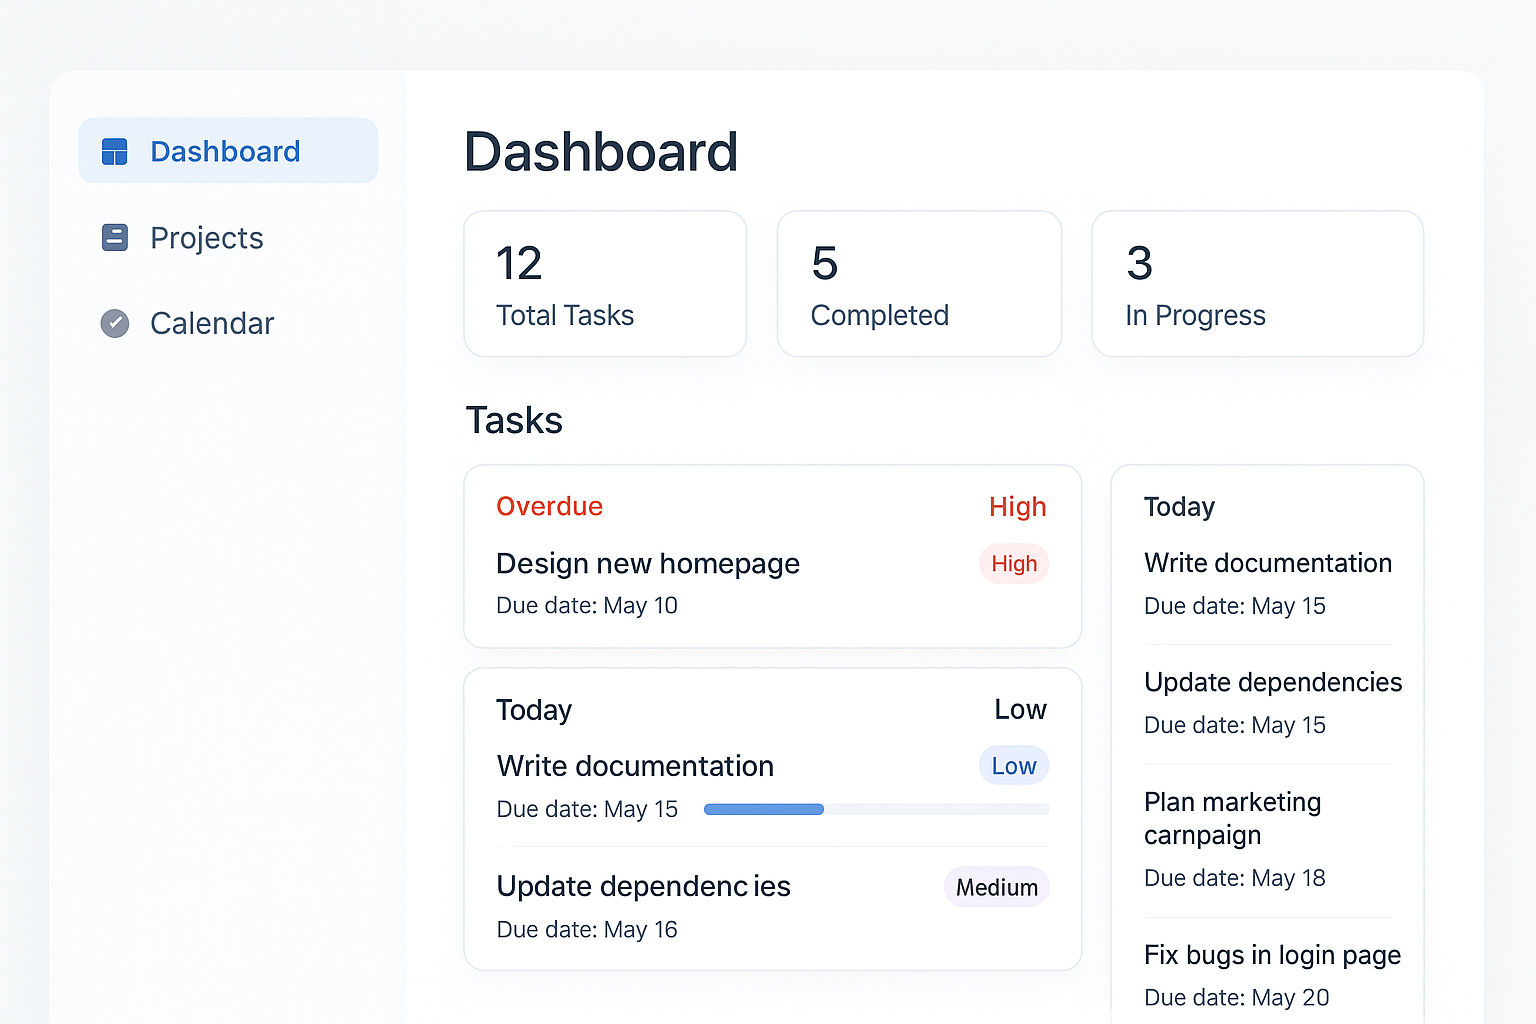 Dashboard
Projects
Calendar
Dashboard
12
Total Tasks
5
Completed
3
In Progress
Tasks
Overdue
High
Design new homepage
High
Due date: May 10
Today
Low
Write documentation
Low
Due date: May 15
Update dependencies
Medium
Due date: May 16
Today
Write documentation
Due date: May 15
Update dependencies
Due date: May 15
Plan marketing
carnpaign
Due date: May 18
Fix bugs in login page
Due date: May 20